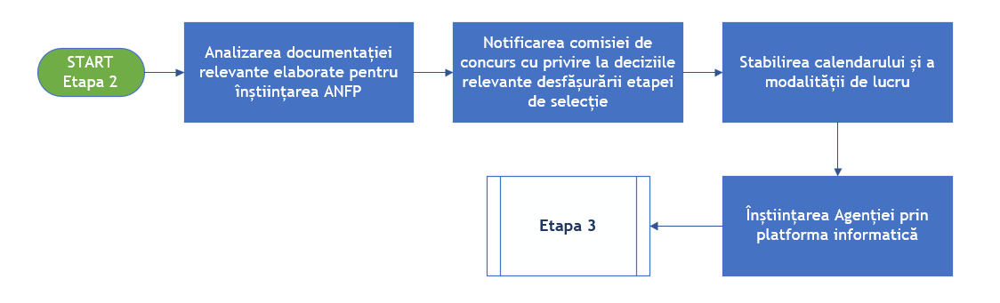 START
Etapa 2
Analizarea documentației
relevante elaborate pentru
înștiințarea ANFP
Notificarea comisiei de
concurs cu privire la deciziile
relevante desfășurării etapei
de selecție
Stabilirea calendarului și a
modalității de lucru
Înștiințarea Agenției prin
platforma informatică
Etapa 3